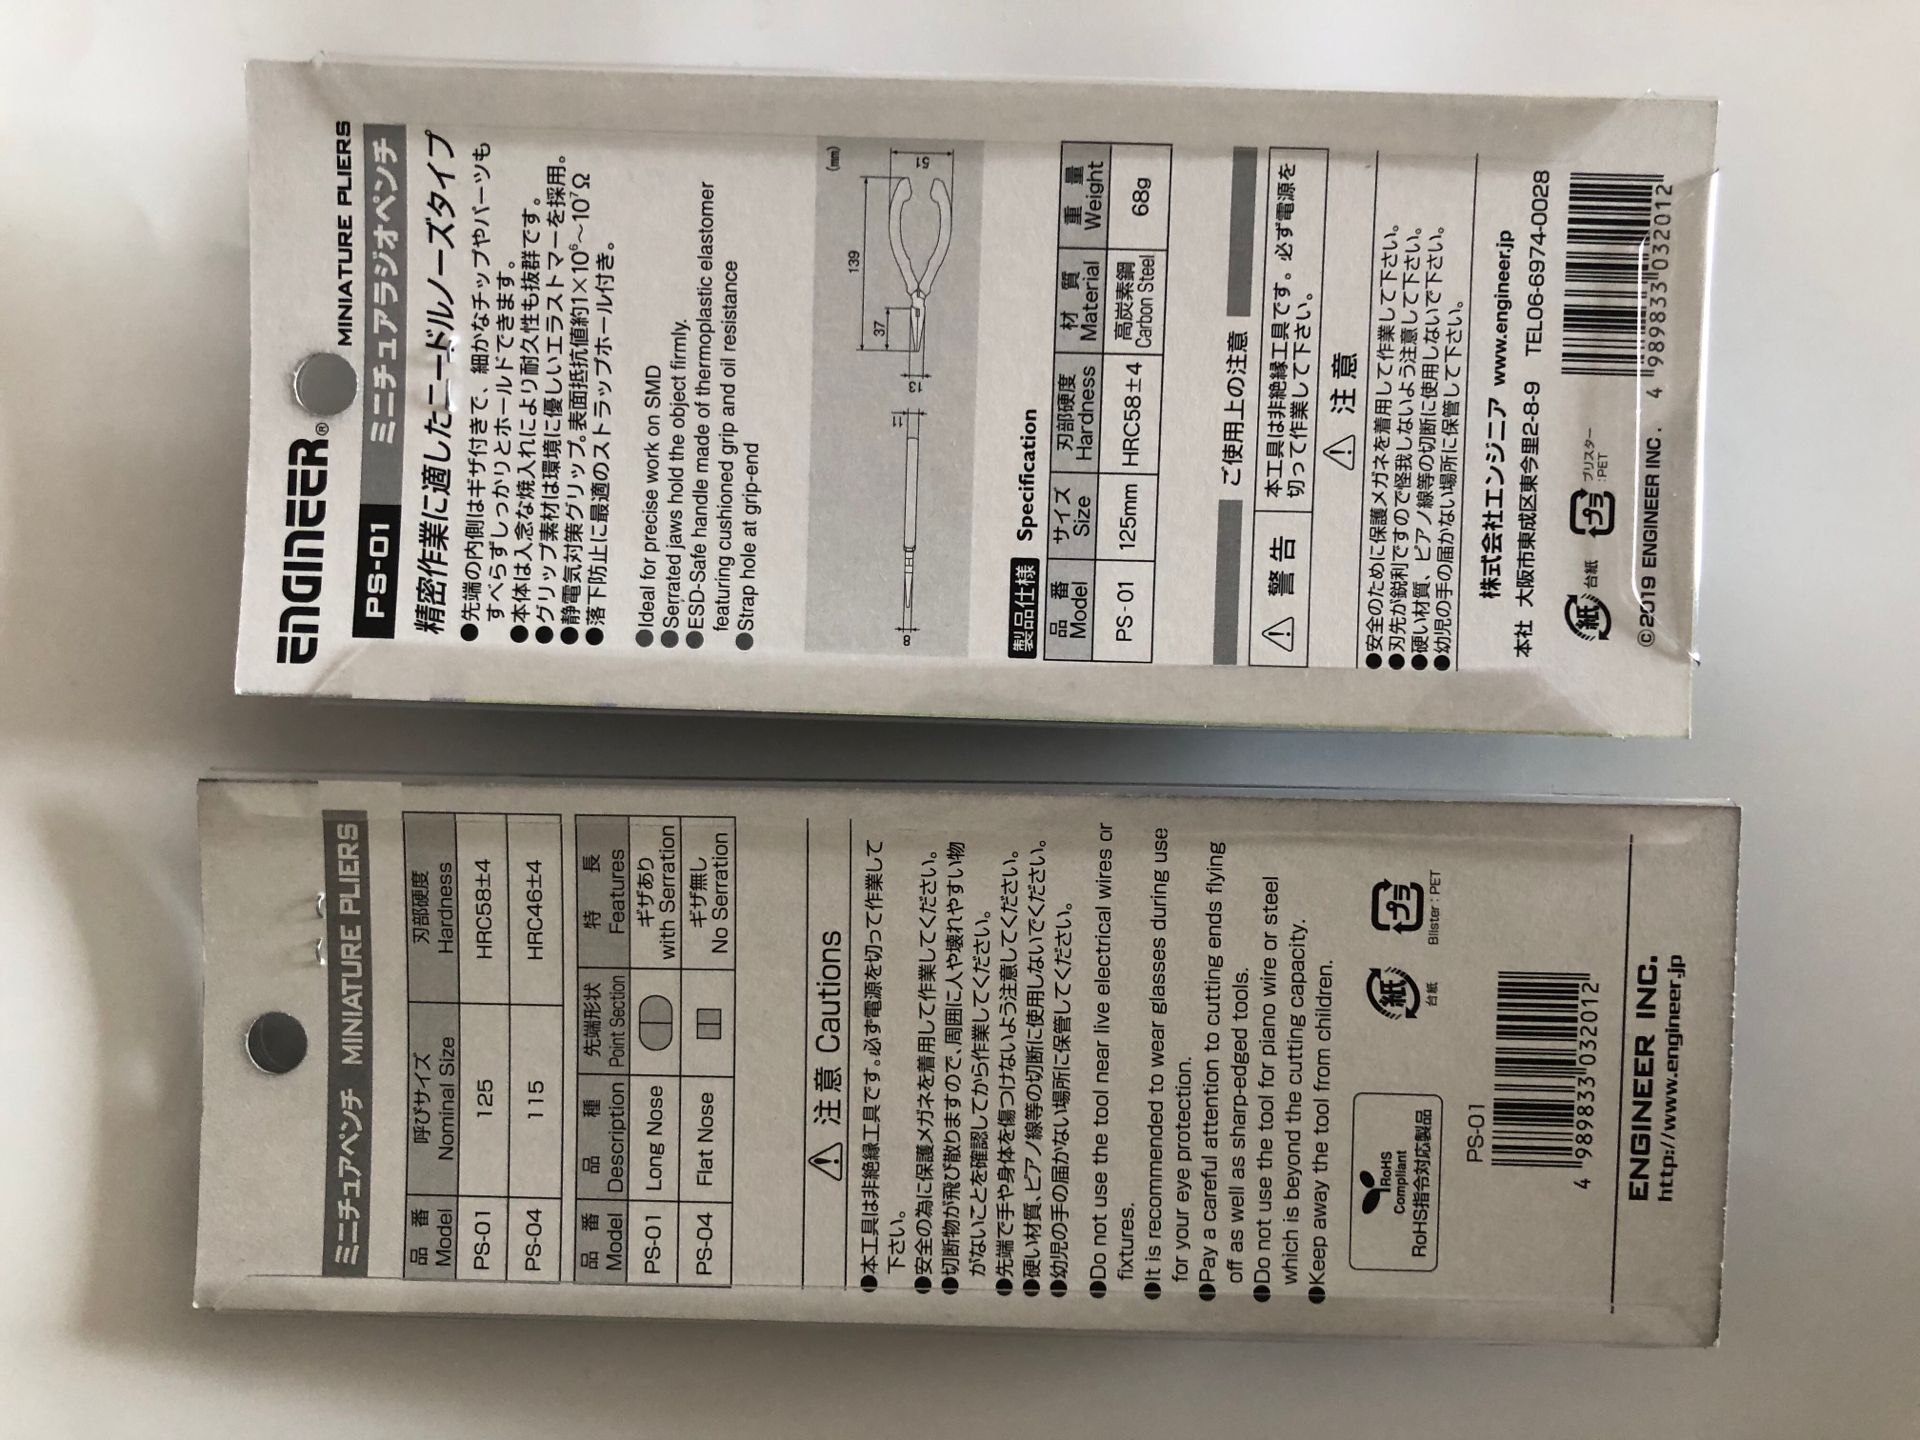 ENGINEER®
MINIATURE PLIERS
PS-01 ミニチュアラジオペンチ
精密作業に適したニードルノーズタイプ
●先端の内側はギザ付きで、細かなチップやパーツも
すべらずしっかりとホールドできます。
●本体は入念な焼入れにより耐久性も抜群です。
●グリップ素材は環境に優しいエラストマーを採用。
●静電気対策グリップ。表面抵抗値約1×10⁶～10⁷Ω
●落下防止に最適のストラップホール付き。
●Ideal for precise work on SMD
●Serrated jaws hold the object firmly.
●ESD-Safe handle made of thermoplastic elastomer
featuring cushioned grip and oil resistance
●Strap hole at grip-end
(mm)
139
51
37
3
11
8
製品仕様 Specification
品番 サイズ 刃部硬度 材質 重量
Model Size Hardness Material Weight
PS-01 125mm HRC58±4 高炭素鋼 Carbon Steel 68g
ご使用上の注意
⚠ 警告 本工具は非絶縁工具です。必ず電源を
切って作業して下さい。
⚠ 注意
●安全のために保護メガネを着用して作業して下さい。
●刃先が鋭利ですので怪我しないよう注意して下さい。
●硬い材質、ピアノ線等の切断に使用しないで下さい。
●幼児の手の届かない場所に保管して下さい。
株式会社エンジニア www.engineer.jp
本社 大阪市東成区東今里2-8-9 TEL06-6974-0028
紙 台紙 プラ ブリスター
:PET
©2019 ENGINEER INC. 4 989833 032012
ミニチュアペンチ MINIATURE PLIERS
品番 呼びサイズ 刃部硬度
Model Nominal Size Hardness
PS-01 125 HRC58±4
PS-04 115 HRC46±4
品番 品種 先端形状 特長
Model Description Point Section Features
PS-01 Long Nose ギザあり
with Serration
PS-04 Flat Nose ギザ無し
No Serration
⚠ 注意 Cautions
●本工具は非絶縁工具です。必ず電源を切って作業して
下さい。
●安全の為に保護メガネを着用して作業してください。
●切断物が飛び散りますので、周囲に人や壊れやすい物
がないことを確認してから作業してください。
●先端で手や身体を傷つけないよう注意してください。
●硬い材質、ピアノ線等の切断に使用しないでください。
●幼児の手の届かない場所に保管してください。
●Do not use the tool near live electrical wires or
fixtures.
●It is recommended to wear glasses during use
for your eye protection.
●Pay a careful attention to cutting ends flying
off as well as sharp-edged tools.
●Do not use the tool for piano wire or steel
which is beyond the cutting capacity.
●Keep away the tool from children.
RoHS
Compliant
RoHS指令対応製品
紙
台紙
プラ
Blister : PET
PS-01
4 989833 032012
ENGINEER INC.
http://www.engineer.jp